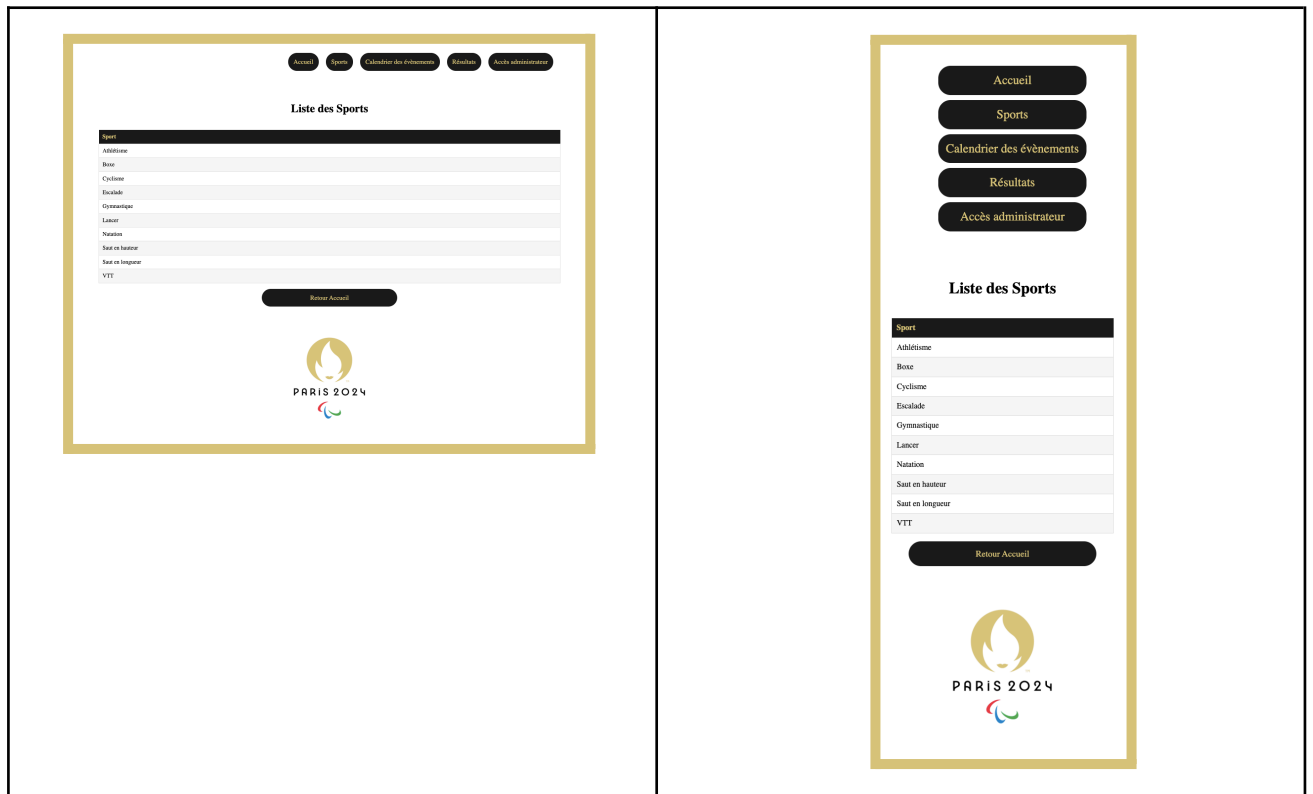 Accueil Sports Calendrier des évènements Résultats Accès administrateur
Liste des Sports
Sport
Athlétisme
Boxe
Cyclisme
Escalade
Gymnastique
Lancer
Natation
Saut en hauteur
Saut en longueur
VTT
Retour Accueil
PARiS 2024
Accueil
Sports
Calendrier des évènements
Résultats
Accès administrateur
Liste des Sports
Sport
Athlétisme
Boxe
Cyclisme
Escalade
Gymnastique
Lancer
Natation
Saut en hauteur
Saut en longueur
VTT
Retour Accueil
PARiS 2024